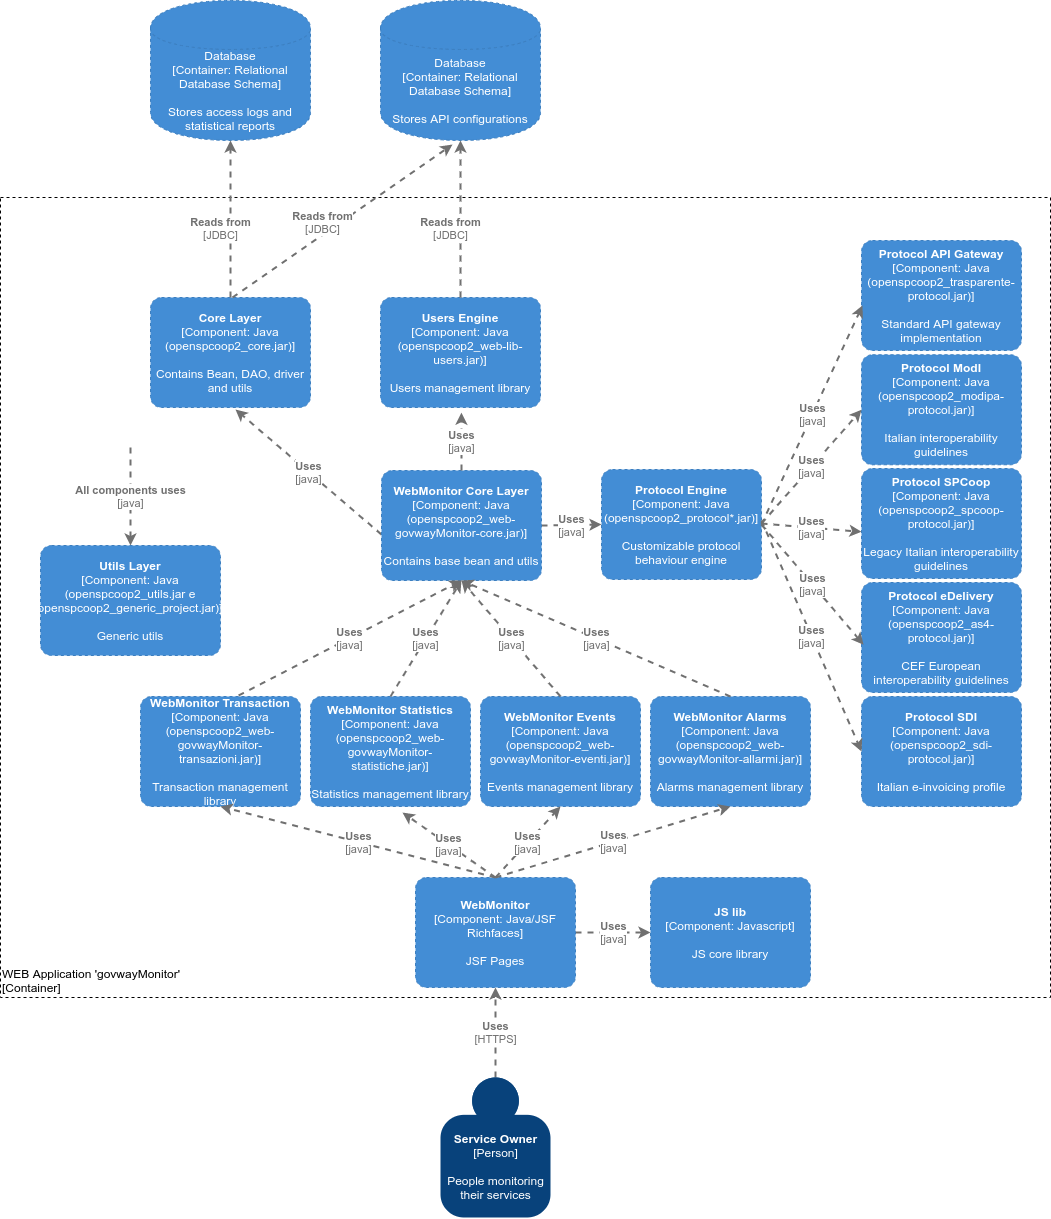 Database
[Container: Relational
Database Schema]
Stores access logs and
statistical reports
Database
[Container: Relational
Database Schema]
Stores API configurations
Reads from
[JDBC]
Reads from
[JDBC]
Reads from
[JDBC]
Core Layer
[Component: Java
(openspcoop2_core.jar)]
Contains Bean, DAO, driver
and utils
Users Engine
[Component: Java
(openspcoop2_web-lib-
users.jar)]
Users management library
Protocol API Gateway
[Component: Java
(openspcoop2_trasparente-
protocol.jar)]
Standard API gateway
implementation
Protocol ModI
[Component: Java
(openspcoop2_modipa-
protocol.jar)]
Italian interoperability
guidelines
Protocol SPCoop
[Component: Java
(openspcoop2_spcoop-
protocol.jar)]
Legacy Italian interoperability
guidelines
Protocol eDelivery
[Component: Java
(openspcoop2_as4-
protocol.jar)]
CEF European
interoperability guidelines
Protocol SDI
[Component: Java
(openspcoop2_sdi-
protocol.jar)]
Italian e-invoicing profile
Uses
[java]
Uses
[java]
Uses
[java]
Uses
[java]
Uses
[java]
Uses
[java]
Uses
[java]
All components uses
[java]
Utils Layer
[Component: Java
(openspcoop2_utils.jar e
openspcoop2_generic_project.jar)]
Generic utils
WebMonitor Core Layer
[Component: Java
(openspcoop2_web-
govwayMonitor-core.jar)]
Contains base bean and utils
Uses
[java]
Protocol Engine
[Component: Java
(openspcoop2_protocol*.jar)]
Customizable protocol
behaviour engine
Uses
[java]
Uses
[java]
Uses
[java]
Uses
[java]
WebMonitor Transaction
[Component: Java
(openspcoop2_web-
govwayMonitor-
transazioni.jar)]
Transaction management
library
WebMonitor Statistics
[Component: Java
(openspcoop2_web-
govwayMonitor-
statistiche.jar)]
Statistics management library
WebMonitor Events
[Component: Java
(openspcoop2_web-
govwayMonitor-eventi.jar)]
Events management library
WebMonitor Alarms
[Component: Java
(openspcoop2_web-
govwayMonitor-allarmi.jar)]
Alarms management library
Uses
[java]
Uses
[java]
Uses
[java]
Uses
[java]
WebMonitor
[Component: Java/JSF
Richfaces]
JSF Pages
Uses
[java]
JS lib
[Component: Javascript]
JS core library
WEB Application 'govwayMonitor'
[Container]
Uses
[HTTPS]
Service Owner
[Person]
People monitoring
their services